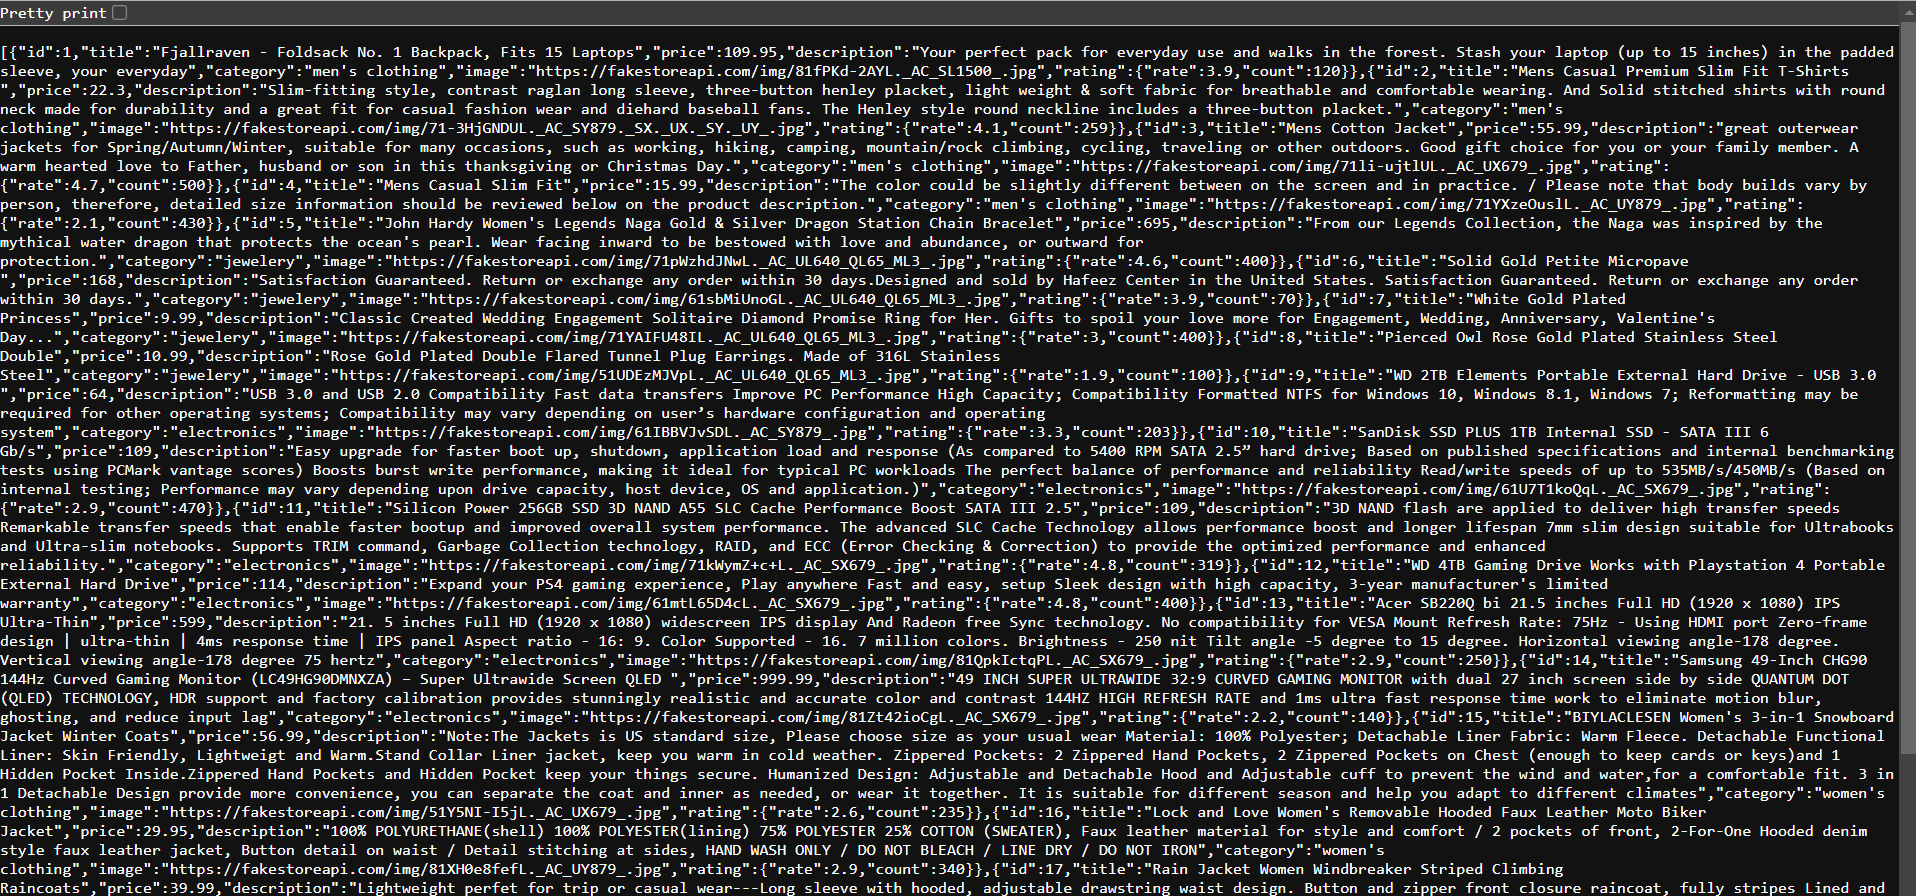 Pretty print
[{"id":1,"title":"Fjallraven - Foldsack No. 1 Backpack, Fits 15 Laptops","price":109.95,"description":"Your perfect pack for everyday use and walks in the forest. Stash your laptop (up to 15 inches) in the padded
sleeve, your everyday","category":"men's clothing","image":"https://fakestoreapi.com/img/81fPKd-2AYL._AC_SL1500_.jpg","rating":{"rate":3.9,"count":120}},{"id":2,"title":"Mens Casual Premium Slim Fit T-Shirts
","price":22.3,"description":"Slim-fitting style, contrast raglan long sleeve, three-button henley placket, light weight & soft fabric for breathable and comfortable wearing. And Solid stitched shirts with round
neck made for durability and a great fit for casual fashion wear and diehard baseball fans. The Henley style round neckline includes a three-button placket.","category":"men's
clothing","image":"https://fakestoreapi.com/img/71-3HjGNDUL._AC_SY879._SX._UX._SY._UY_.jpg","rating":{"rate":4.1,"count":259}},{"id":3,"title":"Mens Cotton Jacket","price":55.99,"description":"great outerwear
jackets for Spring/Autumn/Winter, suitable for many occasions, such as working, hiking, camping, mountain/rock climbing, cycling, traveling or other outdoors. Good gift choice for you or your family member. A
warm hearted love to Father, husband or son in this thanksgiving or Christmas Day.","category":"men's clothing","image":"https://fakestoreapi.com/img/71li-ujtlUL._AC_UX679_.jpg","rating":
{"rate":4.7,"count":500}},{"id":4,"title":"Mens Casual Slim Fit","price":15.99,"description":"The color could be slightly different between on the screen and in practice. / Please note that body builds vary by
person, therefore, detailed size information should be reviewed below on the product description.","category":"men's clothing","image":"https://fakestoreapi.com/img/71YXzeOuslL._AC_UY879_.jpg","rating":
{"rate":2.1,"count":430}},{"id":5,"title":"John Hardy Women's Legends Naga Gold & Silver Dragon Station Chain Bracelet","price":695,"description":"From our Legends Collection, the Naga was inspired by the
mythical water dragon that protects the ocean's pearl. Wear facing inward to be bestowed with love and abundance, or outward for
protection.","category":"jewelery","image":"https://fakestoreapi.com/img/71pWzhdJNwL._AC_UL640_QL65_ML3_.jpg","rating":{"rate":4.6,"count":400}},{"id":6,"title":"Solid Gold Petite Micropave
","price":168,"description":"Satisfaction Guaranteed. Return or exchange any order within 30 days.Designed and sold by Hafeez Center in the United States. Satisfaction Guaranteed. Return or exchange any order
within 30 days.","category":"jewelery","image":"https://fakestoreapi.com/img/61sbMiUnoGL._AC_UL640_QL65_ML3_.jpg","rating":{"rate":3.9,"count":70}},{"id":7,"title":"White Gold Plated
Princess","price":9.99,"description":"Classic Created Wedding Engagement Solitaire Diamond Promise Ring for Her. Gifts to spoil your love more for Engagement, Wedding, Anniversary, Valentine's
Day...","category":"jewelery","image":"https://fakestoreapi.com/img/71YAIFU48IL._AC_UL640_QL65_ML3_.jpg","rating":{"rate":3,"count":400}},{"id":8,"title":"Pierced Owl Rose Gold Plated Stainless Steel
Double","price":10.99,"description":"Rose Gold Plated Double Flared Tunnel Plug Earrings. Made of 316L Stainless
Steel","category":"jewelery","image":"https://fakestoreapi.com/img/51UDEzMJVpL._AC_UL640_QL65_ML3_.jpg","rating":{"rate":1.9,"count":100}},{"id":9,"title":"WD 2TB Elements Portable External Hard Drive - USB 3.0
","price":64,"description":"USB 3.0 and USB 2.0 Compatibility Fast data transfers Improve PC Performance High Capacity; Compatibility Formatted NTFS for Windows 10, Windows 8.1, Windows 7; Reformatting may be
required for other operating systems; Compatibility may vary depending on user’s hardware configuration and operating
system","category":"electronics","image":"https://fakestoreapi.com/img/61IBBVJvSDL._AC_SY879_.jpg","rating":{"rate":3.3,"count":203}},{"id":10,"title":"SanDisk SSD PLUS 1TB Internal SSD - SATA III 6
Gb/s","price":109,"description":"Easy upgrade for faster boot up, shutdown, application load and response (As compared to 5400 RPM SATA 2.5” hard drive; Based on published specifications and internal benchmarking
tests using PCMark vantage scores) Boosts burst write performance, making it ideal for typical PC workloads The perfect balance of performance and reliability Read/write speeds of up to 535MB/s/450MB/s (Based on
internal testing; Performance may vary depending upon drive capacity, host device, OS and application.)","category":"electronics","image":"https://fakestoreapi.com/img/61U7T1koQqL._AC_SX679_.jpg","rating":
{"rate":2.9,"count":470}},{"id":11,"title":"Silicon Power 256GB SSD 3D NAND A55 SLC Cache Performance Boost SATA III 2.5","price":109,"description":"3D NAND flash are applied to deliver high transfer speeds
Remarkable transfer speeds that enable faster bootup and improved overall system performance. The advanced SLC Cache Technology allows performance boost and longer lifespan 7mm slim design suitable for Ultrabooks
and Ultra-slim notebooks. Supports TRIM command, Garbage Collection technology, RAID, and ECC (Error Checking & Correction) to provide the optimized performance and enhanced
reliability.","category":"electronics","image":"https://fakestoreapi.com/img/71kWymZ+c+L._AC_SX679_.jpg","rating":{"rate":4.8,"count":319}},{"id":12,"title":"WD 4TB Gaming Drive Works with Playstation 4 Portable
External Hard Drive","price":114,"description":"Expand your PS4 gaming experience, Play anywhere Fast and easy, setup Sleek design with high capacity, 3-year manufacturer's limited
warranty","category":"electronics","image":"https://fakestoreapi.com/img/61mtL65D4cL._AC_SX679_.jpg","rating":{"rate":4.8,"count":400}},{"id":13,"title":"Acer SB220Q bi 21.5 inches Full HD (1920 x 1080) IPS
Ultra-Thin","price":599,"description":"21. 5 inches Full HD (1920 x 1080) widescreen IPS display And Radeon free Sync technology. No compatibility for VESA Mount Refresh Rate: 75Hz - Using HDMI port Zero-frame
design | ultra-thin | 4ms response time | IPS panel Aspect ratio - 16: 9. Color Supported - 16. 7 million colors. Brightness - 250 nit Tilt angle -5 degree to 15 degree. Horizontal viewing angle-178 degree.
Vertical viewing angle-178 degree 75 hertz","category":"electronics","image":"https://fakestoreapi.com/img/81QpkIctqPL._AC_SX679_.jpg","rating":{"rate":2.9,"count":250}},{"id":14,"title":"Samsung 49-Inch CHG90
144Hz Curved Gaming Monitor (LC49HG90DMNXZA) – Super Ultrawide Screen QLED ","price":999.99,"description":"49 INCH SUPER ULTRAWIDE 32:9 CURVED GAMING MONITOR with dual 27 inch screen side by side QUANTUM DOT
(QLED) TECHNOLOGY, HDR support and factory calibration provides stunningly realistic and accurate color and contrast 144HZ HIGH REFRESH RATE and 1ms ultra fast response time work to eliminate motion blur,
ghosting, and reduce input lag","category":"electronics","image":"https://fakestoreapi.com/img/81Zt42ioCgL._AC_SX679_.jpg","rating":{"rate":2.2,"count":140}},{"id":15,"title":"BIYLACLESEN Women's 3-in-1 Snowboard
Jacket Winter Coats","price":56.99,"description":"Note:The Jackets is US standard size, Please choose size as your usual wear Material: 100% Polyester; Detachable Liner Fabric: Warm Fleece. Detachable Functional
Liner: Skin Friendly, Lightweigt and Warm.Stand Collar Liner jacket, keep you warm in cold weather. Zippered Pockets: 2 Zippered Hand Pockets, 2 Zippered Pockets on Chest (enough to keep cards or keys)and 1
Hidden Pocket Inside.Zippered Hand Pockets and Hidden Pocket keep your things secure. Humanized Design: Adjustable and Detachable Hood and Adjustable cuff to prevent the wind and water,for a comfortable fit. 3 in
1 Detachable Design provide more convenience, you can separate the coat and inner as needed, or wear it together. It is suitable for different season and help you adapt to different climates","category":"women's
clothing","image":"https://fakestoreapi.com/img/51Y5NI-I5jL._AC_UX679_.jpg","rating":{"rate":2.6,"count":235}},{"id":16,"title":"Lock and Love Women's Removable Hooded Faux Leather Moto Biker
Jacket","price":29.95,"description":"100% POLYURETHANE(shell) 100% POLYESTER(lining) 75% POLYESTER 25% COTTON (SWEATER), Faux leather material for style and comfort / 2 pockets of front, 2-For-One Hooded denim
style faux leather jacket, Button detail on waist / Detail stitching at sides, HAND WASH ONLY / DO NOT BLEACH / LINE DRY / DO NOT IRON","category":"women's
clothing","image":"https://fakestoreapi.com/img/81XH0e8fefL._AC_UY879_.jpg","rating":{"rate":2.9,"count":340}},{"id":17,"title":"Rain Jacket Women Windbreaker Striped Climbing
Raincoats","price":39.99,"description":"Lightweight perfet for trip or casual wear---Long sleeve with hooded, adjustable drawstring waist design. Button and zipper front closure raincoat, fully stripes Lined and